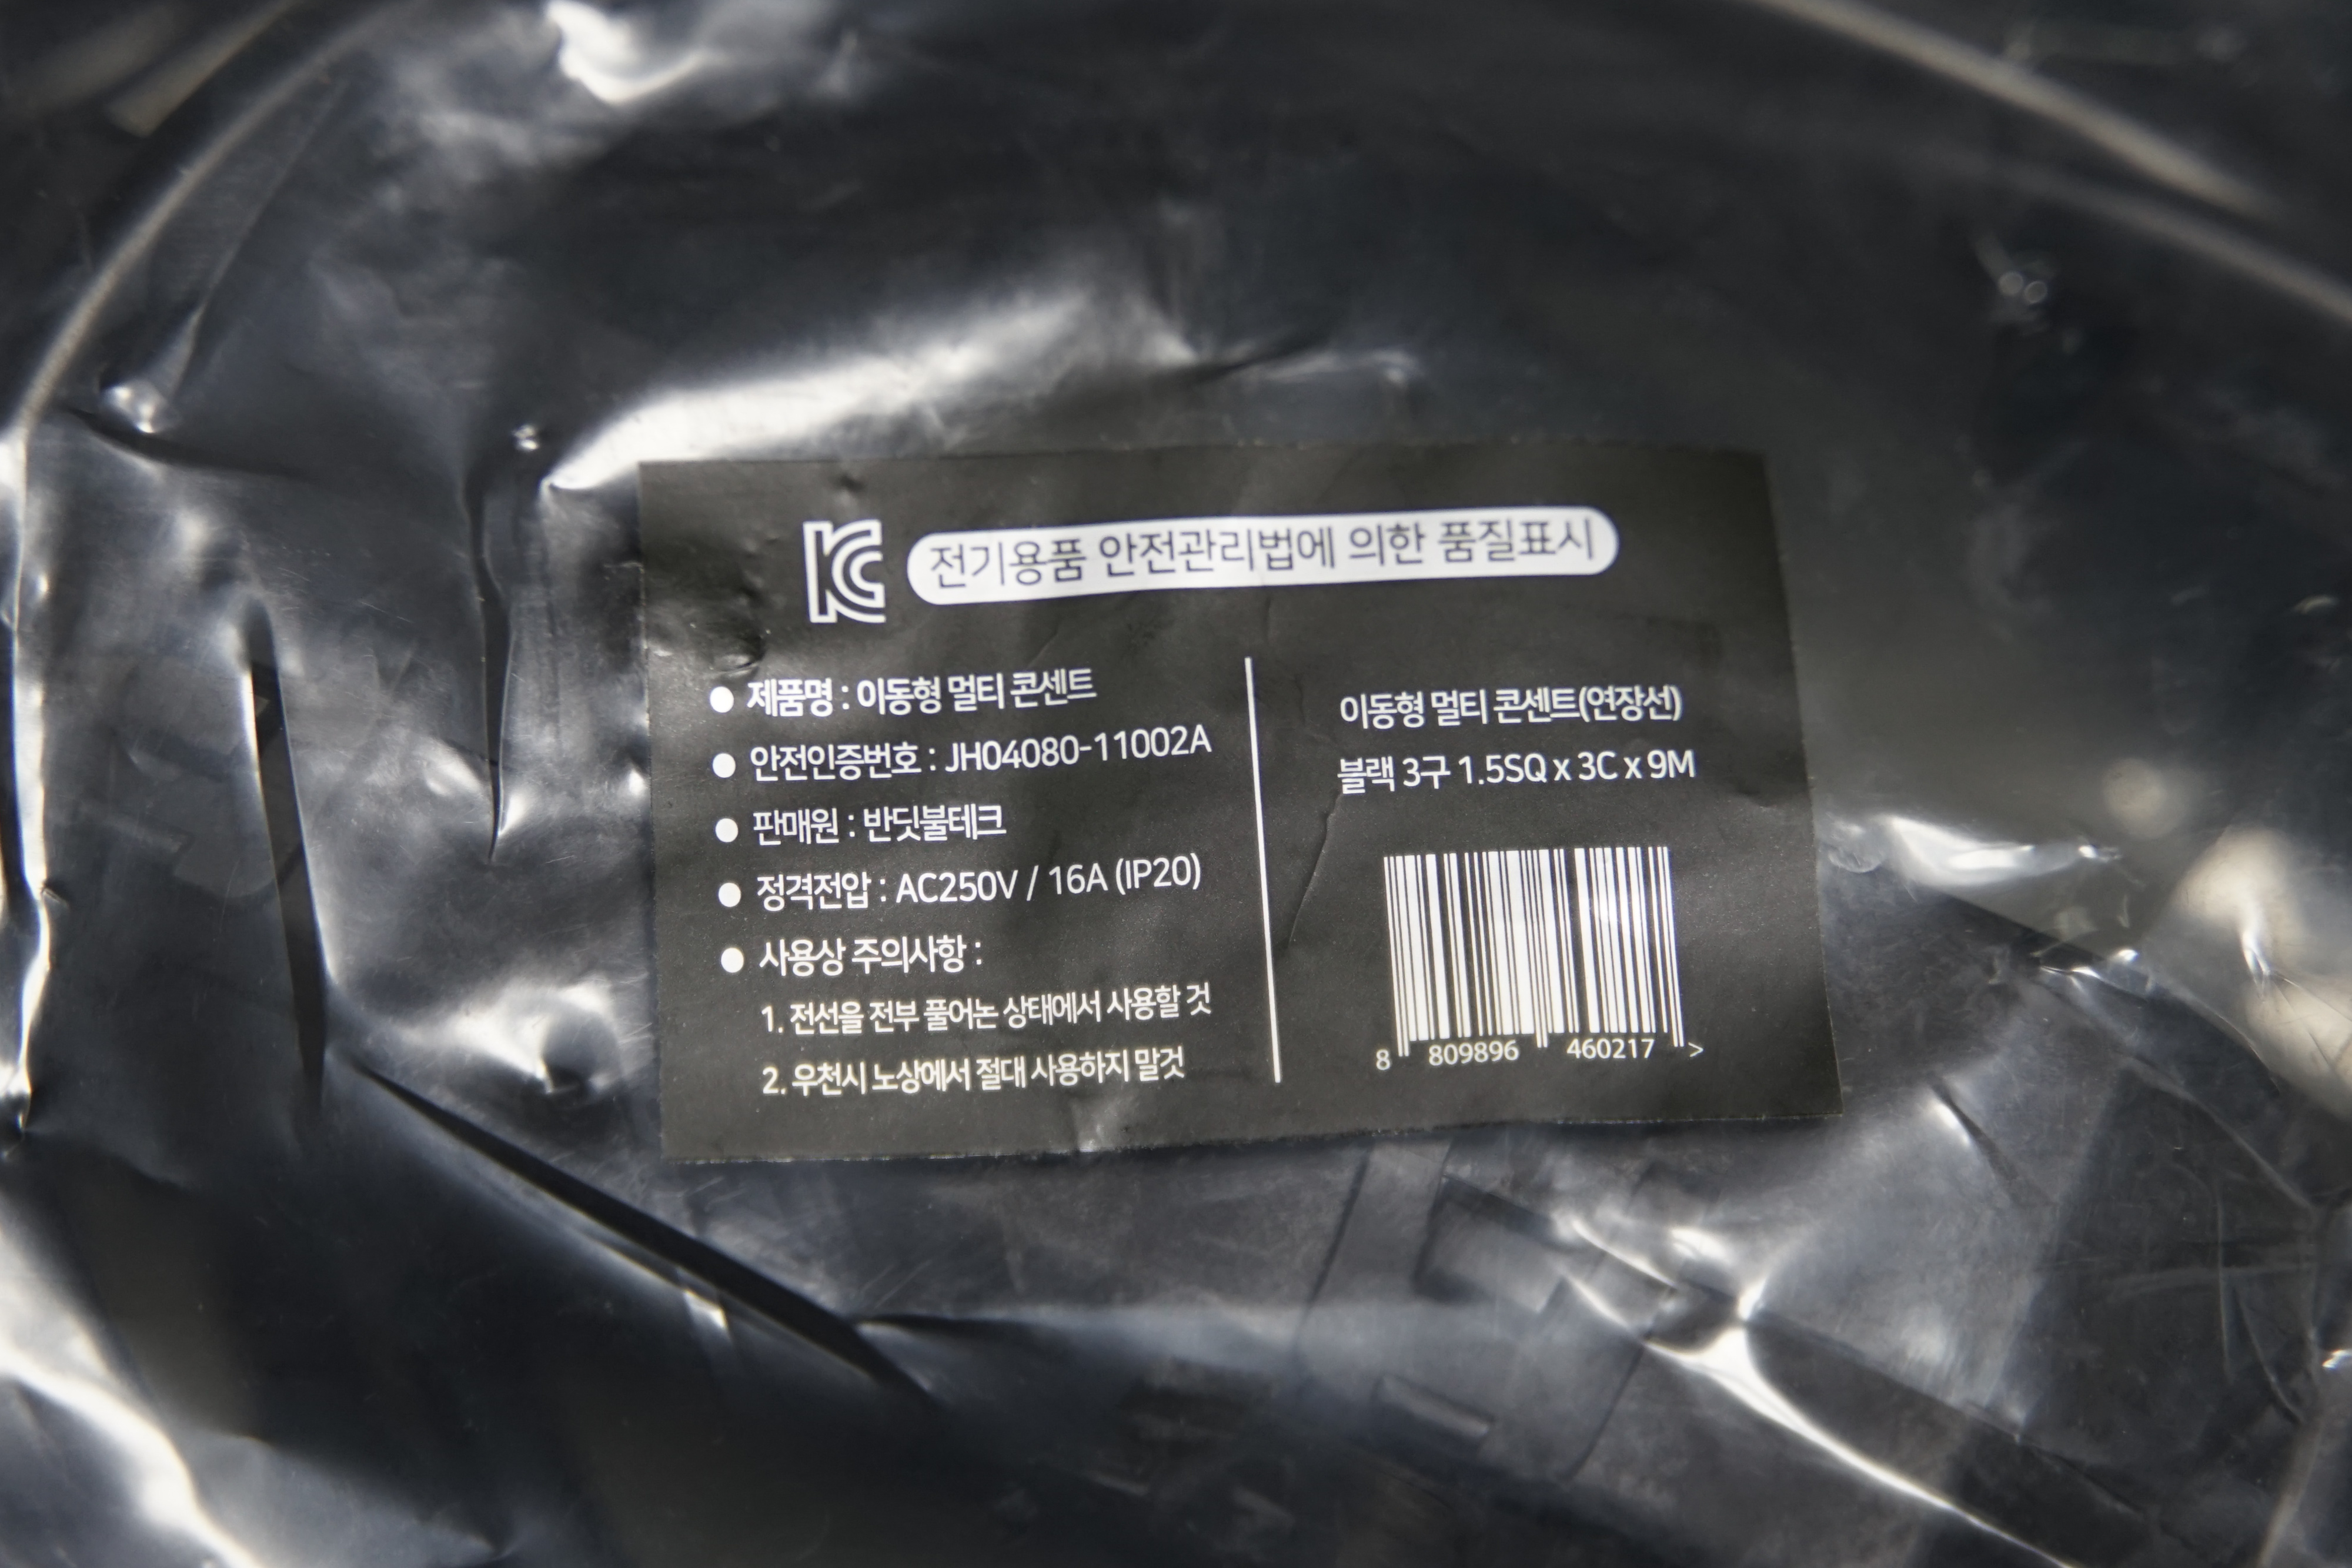 전기용품 안전관리법에 의한 품질표시
● 제품명 : 이동형 멀티 콘센트
● 안전인증번호 : JH04080-11002A
● 판매원 : 반딧불테크
● 정격전압 : AC250V / 16A (IP20)
● 사용상 주의사항 :
1. 전선을 전부 풀어논 상태에서 사용할 것
2. 우천시 노상에서 절대 사용하지 말것
이동형 멀티 콘센트(연장선)
블랙 3구 1.5SQ x 3C x 9M
8 809896 460217 >